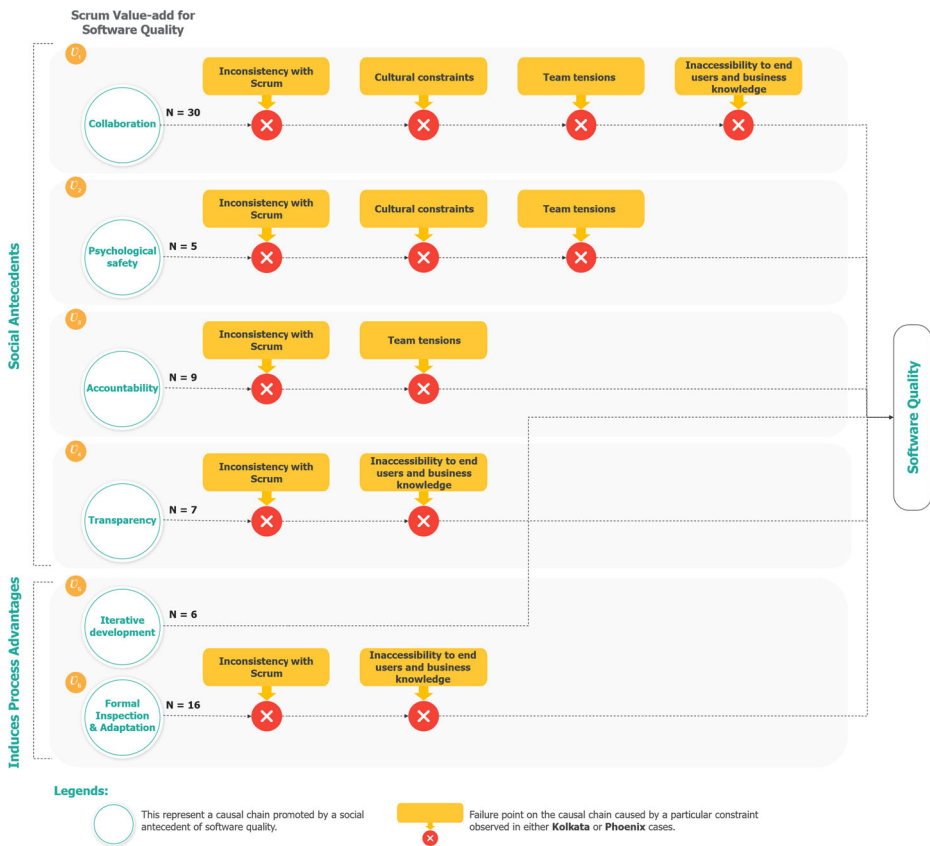 Scrum Value-add for
Software Quality
Social Antecedents
U1
Collaboration
N = 30
Inconsistency with
Scrum
Cultural constraints
Team tensions
Inaccessibility to end
users and business
knowledge
U2
Psychological
safety
N = 5
Inconsistency with
Scrum
Cultural constraints
Team tensions
U3
Accountability
N = 9
Inconsistency with
Scrum
Team tensions
U4
Transparency
N = 7
Inconsistency with
Scrum
Inaccessibility to end
users and business
knowledge
Software Quality
Induces Process Advantages
Iterative
development
N = 6
Formal
Inspection
& Adaptation
N = 16
Inconsistency with
Scrum
Inaccessibility to end
users and business
knowledge
Legends:
This represent a causal chain promoted by a social
antecedent of software quality.
Failure point on the causal chain caused by a particular constraint
observed in either Kolkata or Phoenix cases.